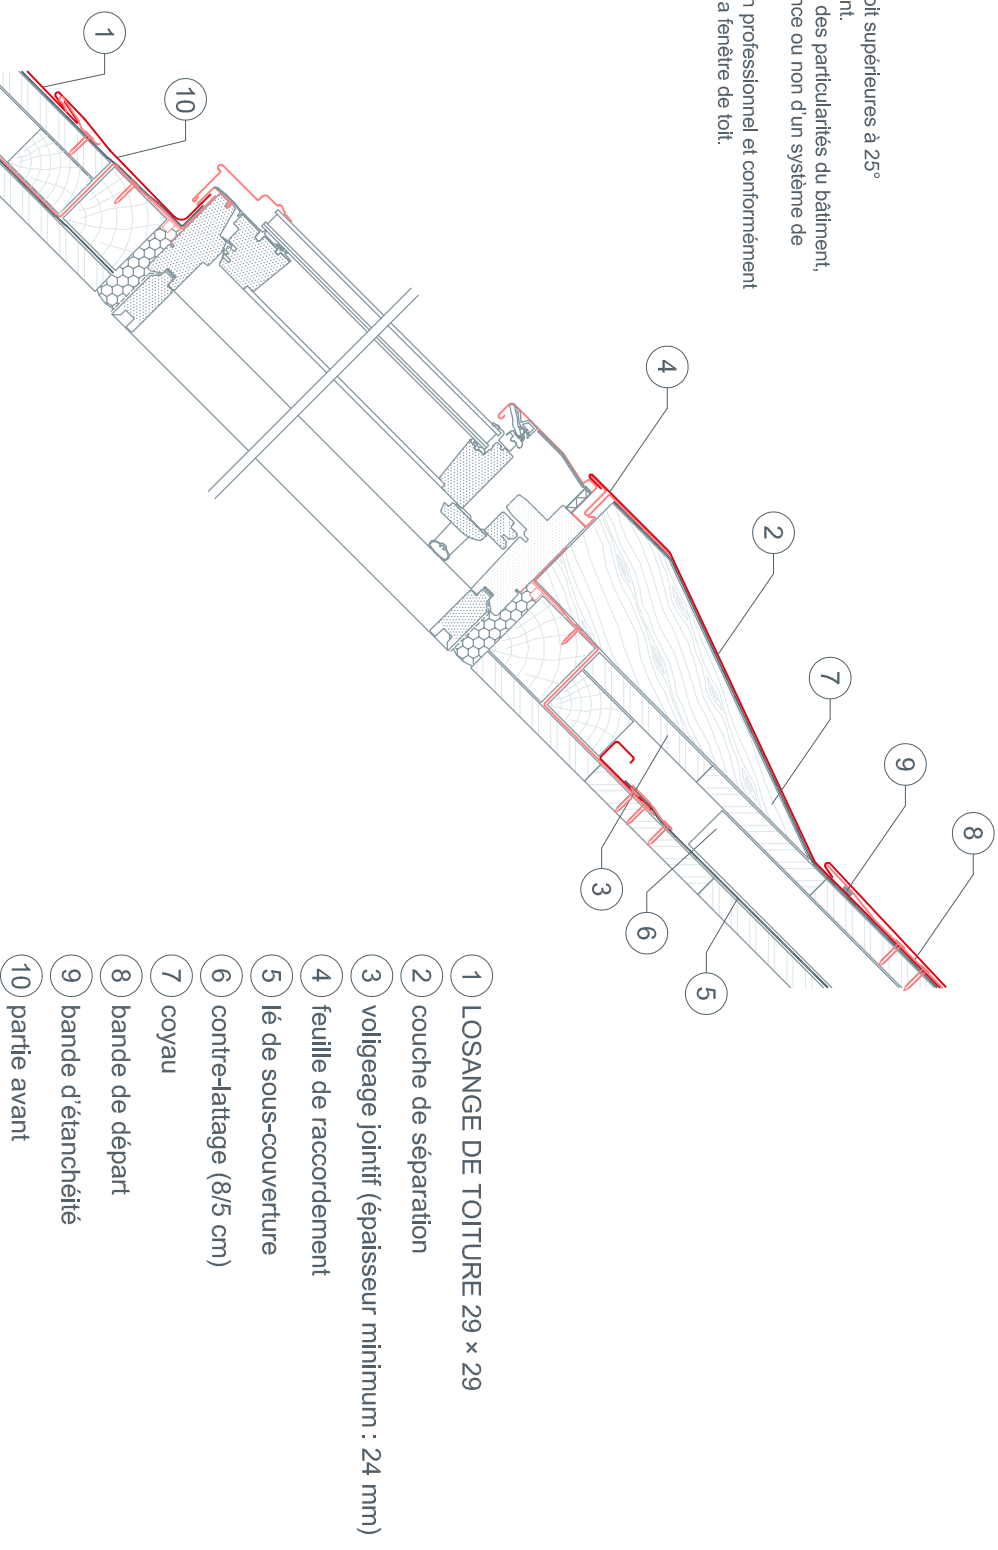 oit supérieures à 25°
nt.
des particularités du bâtiment,
nce ou non d'un système de
n professionnel et conformément
a fenêtre de toit.
1
10
4
2
7
9
8
3
6
5
1 LOSANGE DE TOITURE 29 × 29
2 couche de séparation
3 voligeage jointif (épaisseur minimum : 24 mm)
4 feuille de raccordement
5 lé de sous-couverture
6 contre-lattage (8/5 cm)
7 coyau
8 bande de départ
9 bande d'étanchéité
10 partie avant